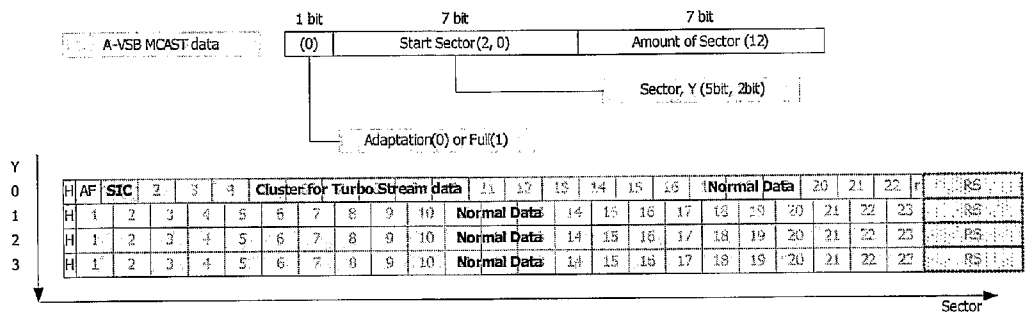 1 bit 7 bit 7 bit
A-VSB MCAST data (0) Start Sector(2, 0) Amount of Sector (12)
Sector, Y (5bit, 2bit)
Adaptation(0) or Full(1)
Y
0 H AF SIC 2 3 4 Cluster for Turbo Stream data 11 12 13 14 15 16 Normal Data 20 21 22 r RS
1 H 1 2 3 4 5 6 7 8 9 10 Normal Data 14 15 16 17 18 19 20 21 22 23 RS
2 H 1 2 3 4 5 6 7 8 9 10 Normal Data 14 15 16 17 18 19 20 21 22 23 RS
3 H 1 2 3 4 5 6 7 8 9 10 Normal Data 14 15 16 17 18 19 20 21 22 RS
Sector